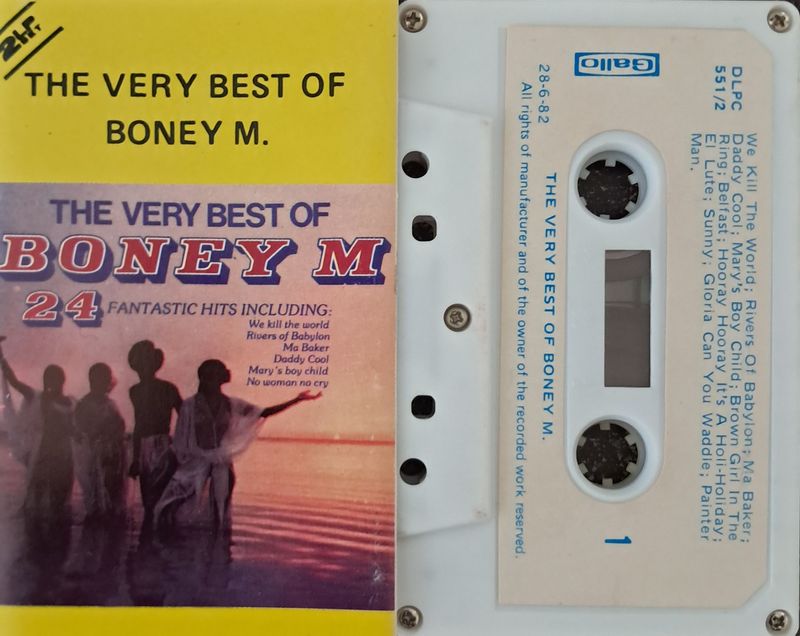 2LP
THE VERY BEST OF
BONEY M.
THE VERY BEST OF
BONEY M
24 FANTASTIC HITS INCLUDING:
We kill the world
Rivers of Babylon
Ma Baker
Daddy Cool
Mary's boy child
No woman no cry
Gallo
DLPC
551/2
28-6-82
We Kill The World; Rivers Of Babylon; Ma Baker;
Daddy Cool; Mary's Boy Child; Brown Girl In The
Ring; Belfast; Hooray Hooray It's A Holi-Holiday;
El Lute; Sunny; Gloria Can You Waddle; Painter
Man.
THE VERY BEST OF BONEY M.
All rights of manufacturer and of the owner of the recorded work reserved.
1